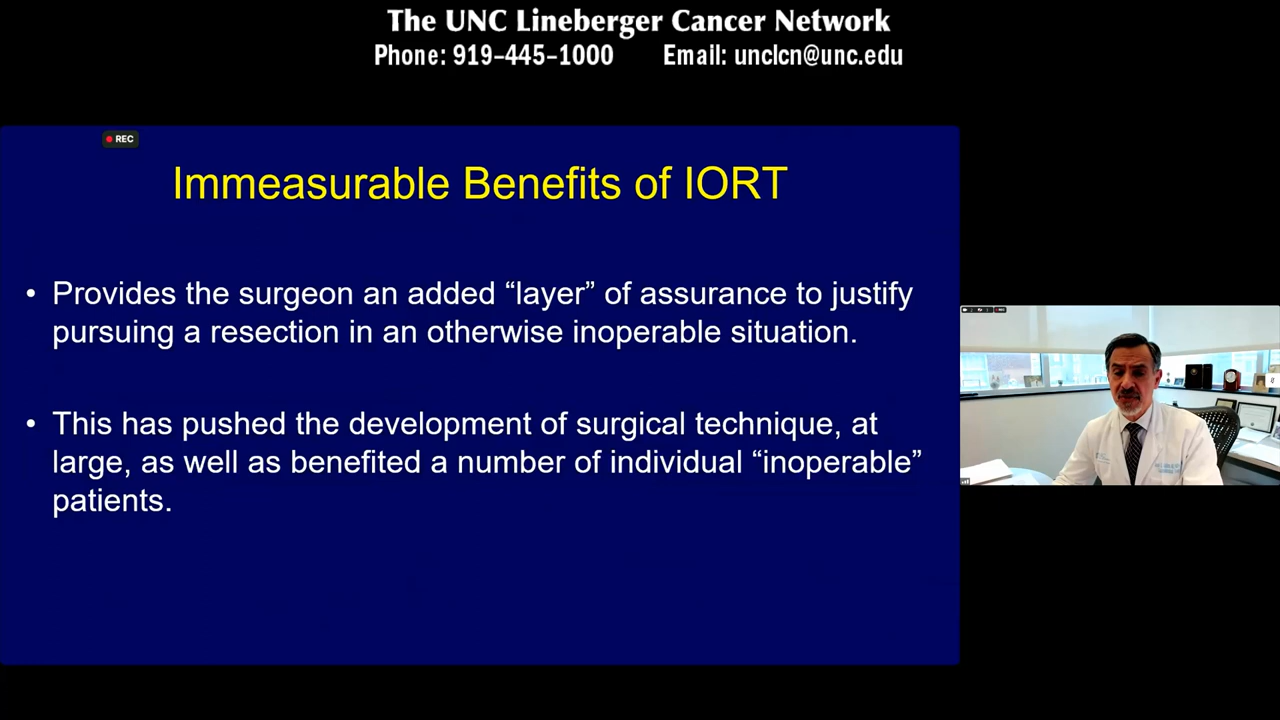 The UNC Lineberger Cancer Network
Phone: 919-445-1000 Email: unclcn@unc.edu
REC
Immeasurable Benefits of IORT
• Provides the surgeon an added “layer” of assurance to justify
pursuing a resection in an otherwise inoperable situation.
• This has pushed the development of surgical technique, at
large, as well as benefited a number of individual “inoperable”
patients.